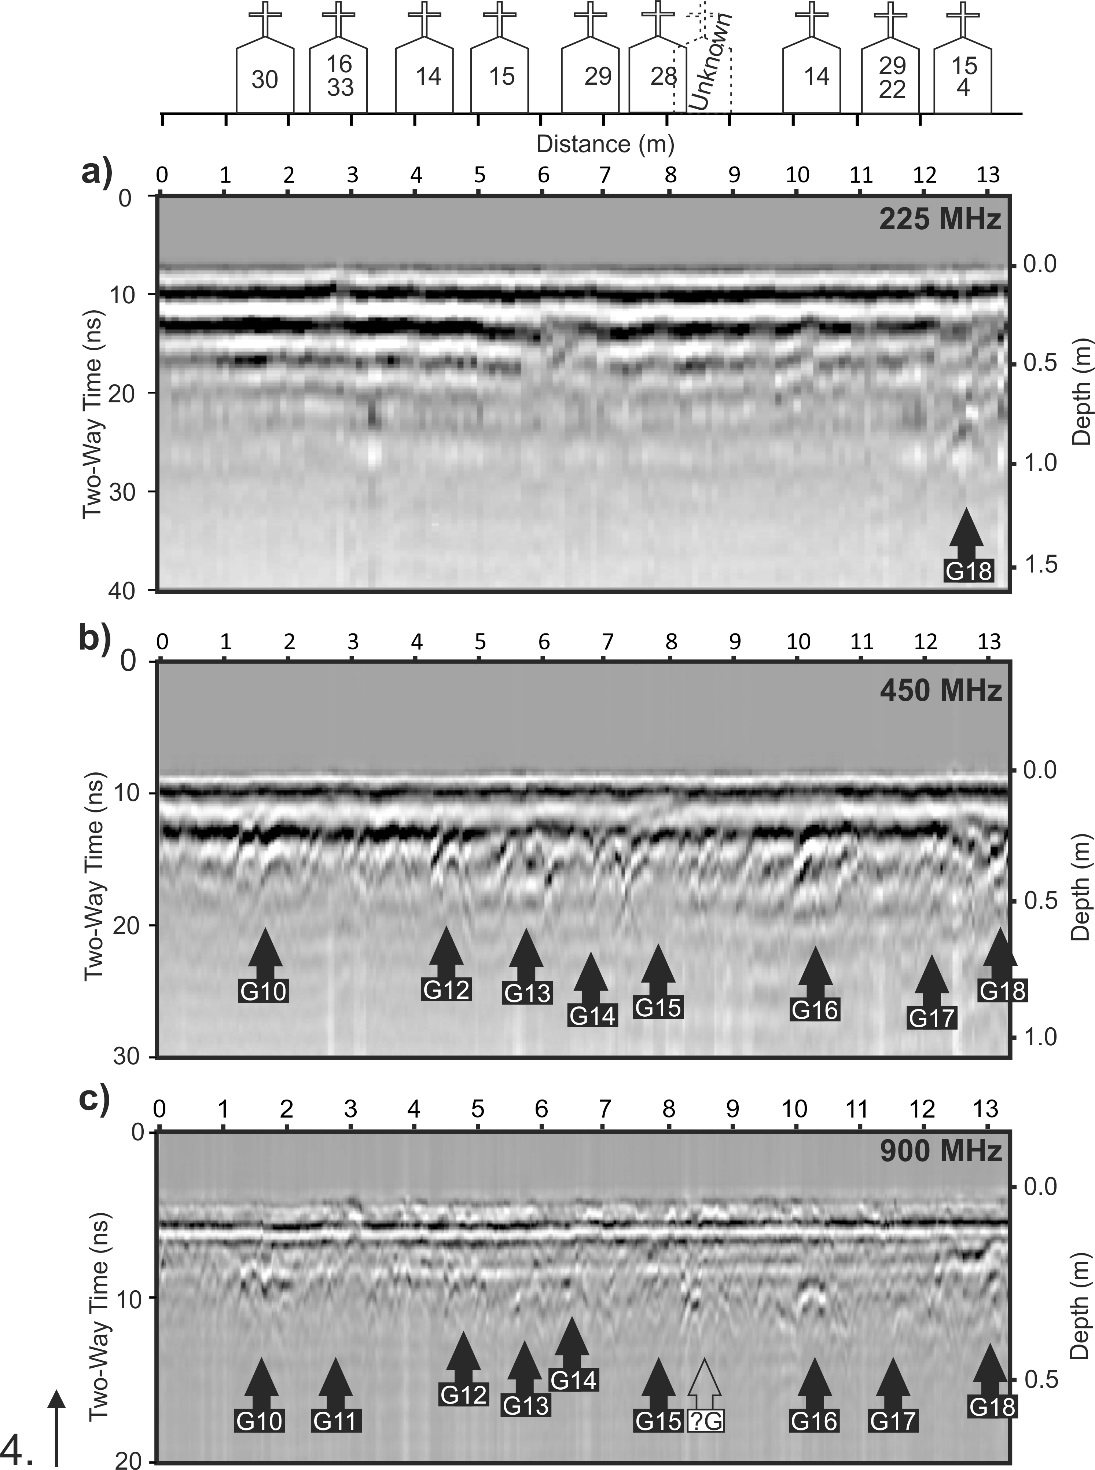 30
16
33
14
15
29
28
Unknown
14
29
22
15
4
Distance (m)
a)
0 1 2 3 4 5 6 7 8 9 10 11 12 13
225 MHz
0
10
20
30
40
Two-Way Time (ns)
0.0
0.5
1.0
1.5
Depth (m)
G18
b)
0 1 2 3 4 5 6 7 8 9 10 11 12 13
450 MHz
0
10
20
30
Two-Way Time (ns)
0.0
0.5
1.0
Depth (m)
G10 G12 G13 G14 G15 G16 G17 G18
c)
0 1 2 3 4 5 6 7 8 9 10 11 12 13
900 MHz
0
10
20
Two-Way Time (ns)
0.0
0.5
Depth (m)
G10 G11 G12 G13 G14 G15 ?G G16 G17 G18
4.